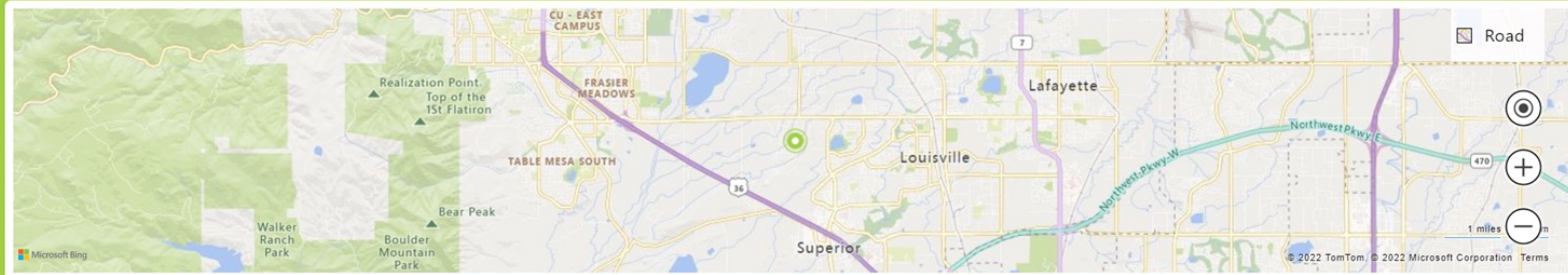 CU - EAST
CAMPUS
Road
7
Realization Point
Top of the
1St Flatiron
FRASIER
MEADOWS
Lafayette
Northwest Pkwy-E
TABLE MESA SOUTH
Louisville
470
Northwest Pkwy-W
36
Bear Peak
Walker
Ranch
Park
Boulder
Mountain
Park
Superior
1 miles
Microsoft Bing
© 2022 TomTom, © 2022 Microsoft Corporation Terms